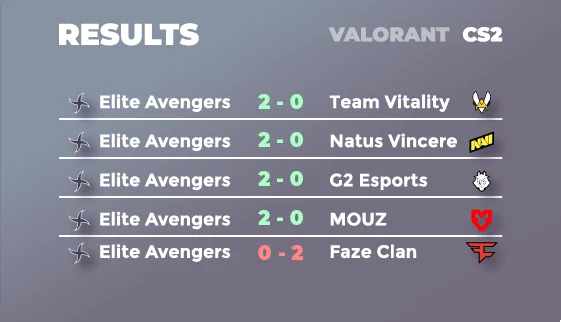 RESULTS VALORANT CS2
Elite Avengers 2 - 0 Team Vitality
Elite Avengers 2 - 0 Natus Vincere
Elite Avengers 2 - 0 G2 Esports
Elite Avengers 2 - 0 MOUZ
Elite Avengers 0 - 2 Faze Clan